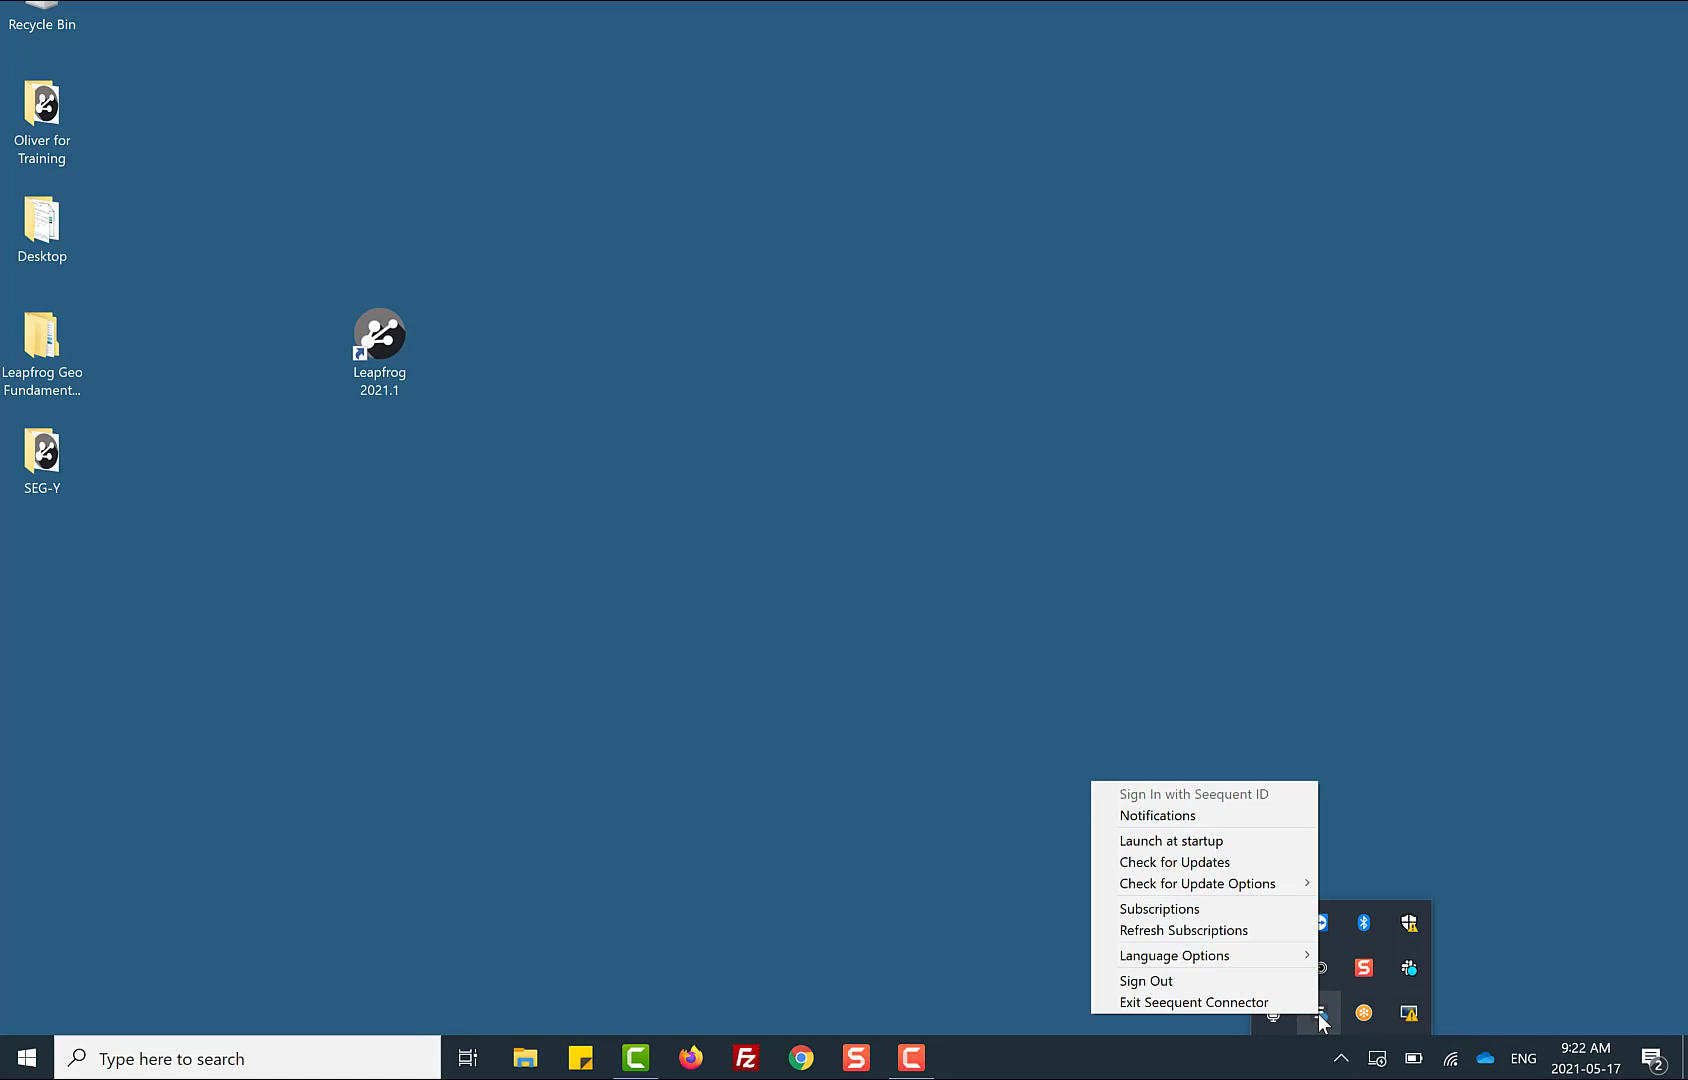 Recycle Bin
Oliver for
Training
Desktop
Leapfrog Geo
Fundament...
SEG-Y
Leapfrog
2021.1
Sign In with Seequent ID
Notifications
Launch at startup
Check for Updates
Check for Update Options
Subscriptions
Refresh Subscriptions
Language Options
Sign Out
Exit Seequent Connector
Type here to search
ENG
9:22 AM
2021-05-17
2